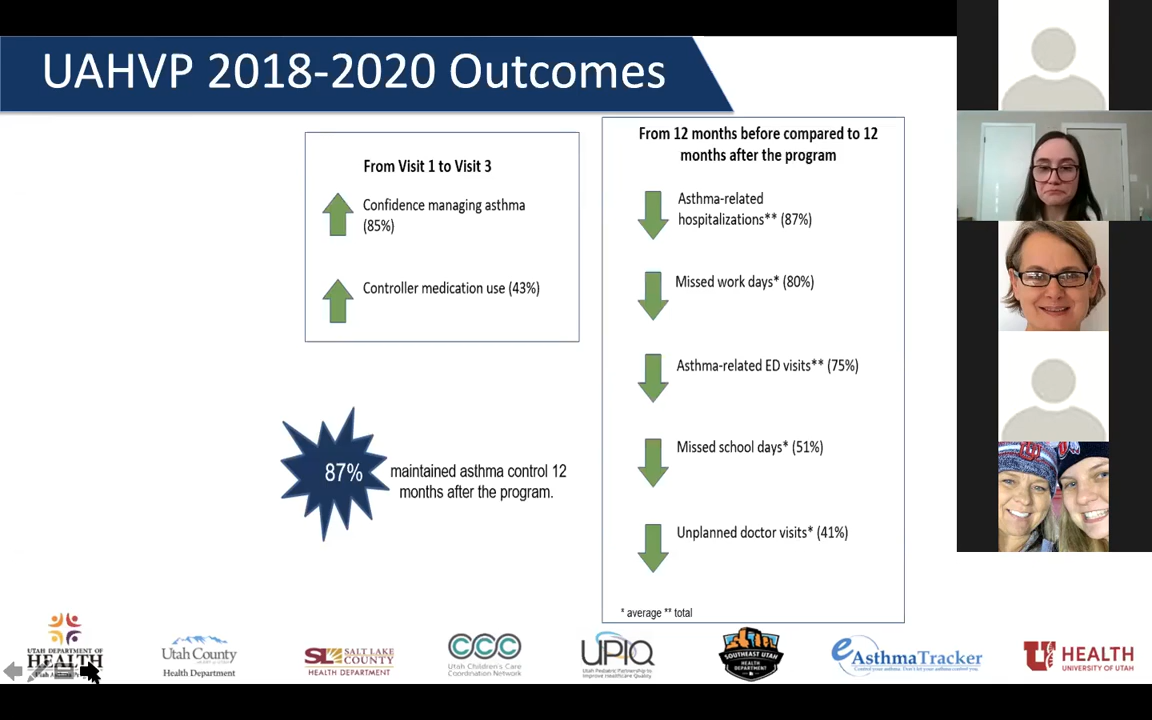 UAHVP 2018-2020 Outcomes
From Visit 1 to Visit 3
Confidence managing asthma
(85%)
Controller medication use (43%)
87%
maintained asthma control 12
months after the program.
From 12 months before compared to 12
months after the program
Asthma-related
hospitalizations** (87%)
Missed work days* (80%)
Asthma-related ED visits** (75%)
Missed school days* (51%)
Unplanned doctor visits* (41%)
* average ** total
UTAH DEPARTMENT OF
HEALTH
Utah County
Health Department
SL SALT LAKE
COUNTY
HEALTH DEPARTMENT
CCC
Utah Children's Care
Coordination Network
UPIQ
Utah Pediatric Partnership to
Improve Healthcare Quality
SOUTHEAST UTAH
HEALTH
DEPARTMENT
eAsthmaTracker
U HEALTH
UNIVERSITY OF UTAH